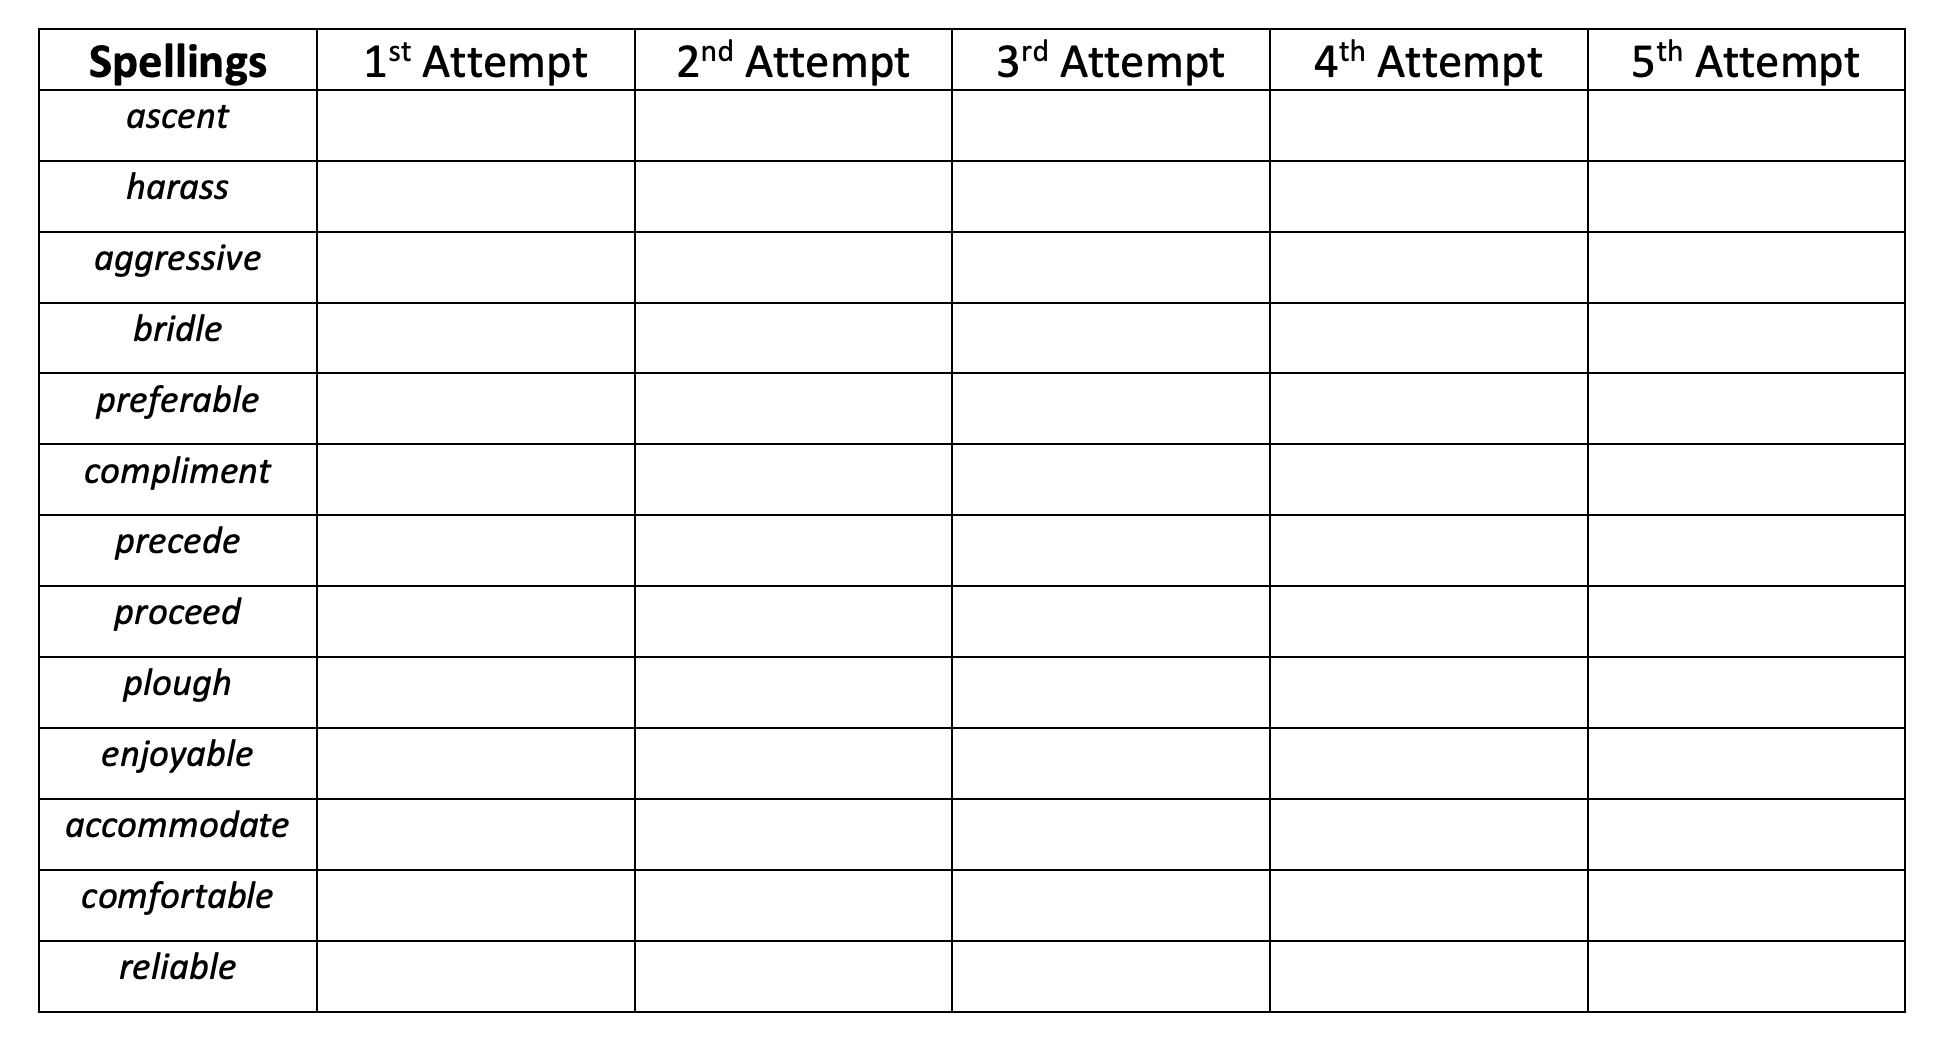 Spellings 1st Attempt 2nd Attempt 3rd Attempt 4th Attempt 5th Attempt
ascent
harass
aggressive
bridle
preferable
compliment
precede
proceed
plough
enjoyable
accommodate
comfortable
reliable